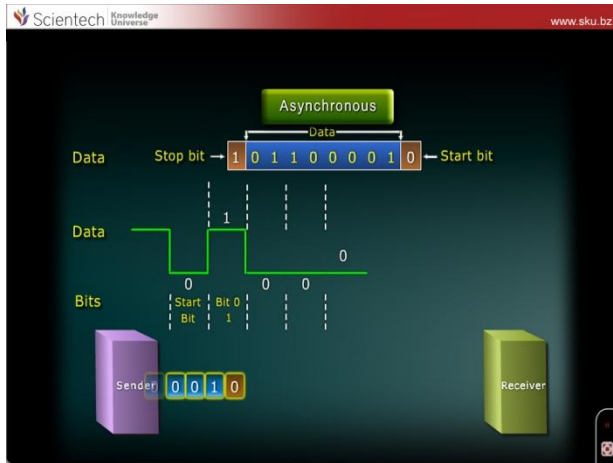 Scientech Knowledge Universe
www.sku.bz
Asynchronous
Data
Data Stop bit 1 0 1 1 0 0 0 0 1 0 Start bit
1
Data
0
0 0 0
Bits Start Bit 0
Bit 1
Sender 0 0 0 1 0 Receiver